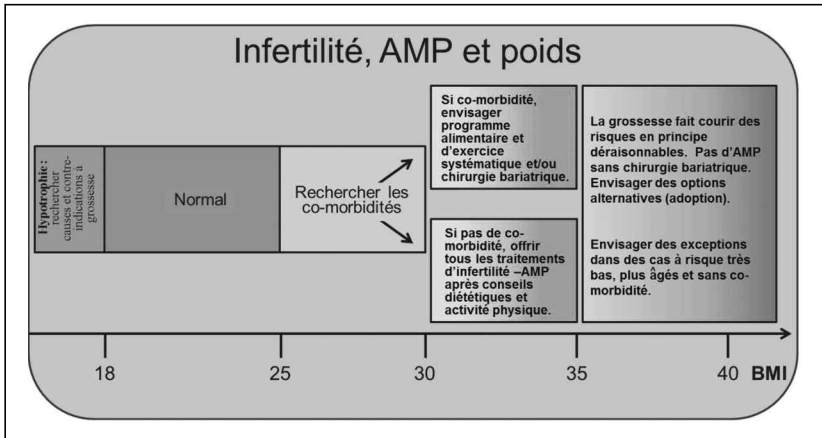 Infertilité, AMP et poids
Hypotrophie :
rechercher
causes et contre-
indications a
grossesse
Normal
Rechercher les
co-morbidités
Si co-morbidité,
envisager
programme
alimentaire et
d'exercice
systématique et/ou
chirurgie bariatrique.
Si pas de co-
morbidité, offrir
tous les traitements
d'infertilité –AMP
après conseils
diététiques et
activité physique.
La grossesse fait courir des
risques en principe
déraisonnables. Pas d'AMP
sans chirurgie bariatrique.
Envisager des options
alternatives (adoption).
Envisager des exceptions
dans des cas à risque très
bas, plus âgés et sans co-
morbidité.
18 25 30 35 40 BMI